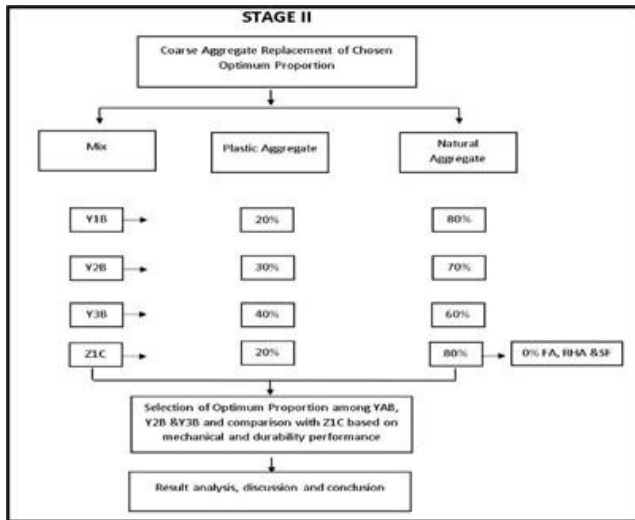 STAGE II
Coarse Aggregate Replacement of Chosen
Optimum Proportion
Mix
Plastic Aggregate
Natural
Aggregate
Y1B
20%
80%
Y2B
30%
70%
Y3B
40%
60%
Z1C
20%
80%
0% FA, RHA &SF
Selection of Optimum Proportion among YAB,
Y2B &Y3B and comparison with Z1C based on
mechanical and durability performance
Result analysis, discussion and conclusion